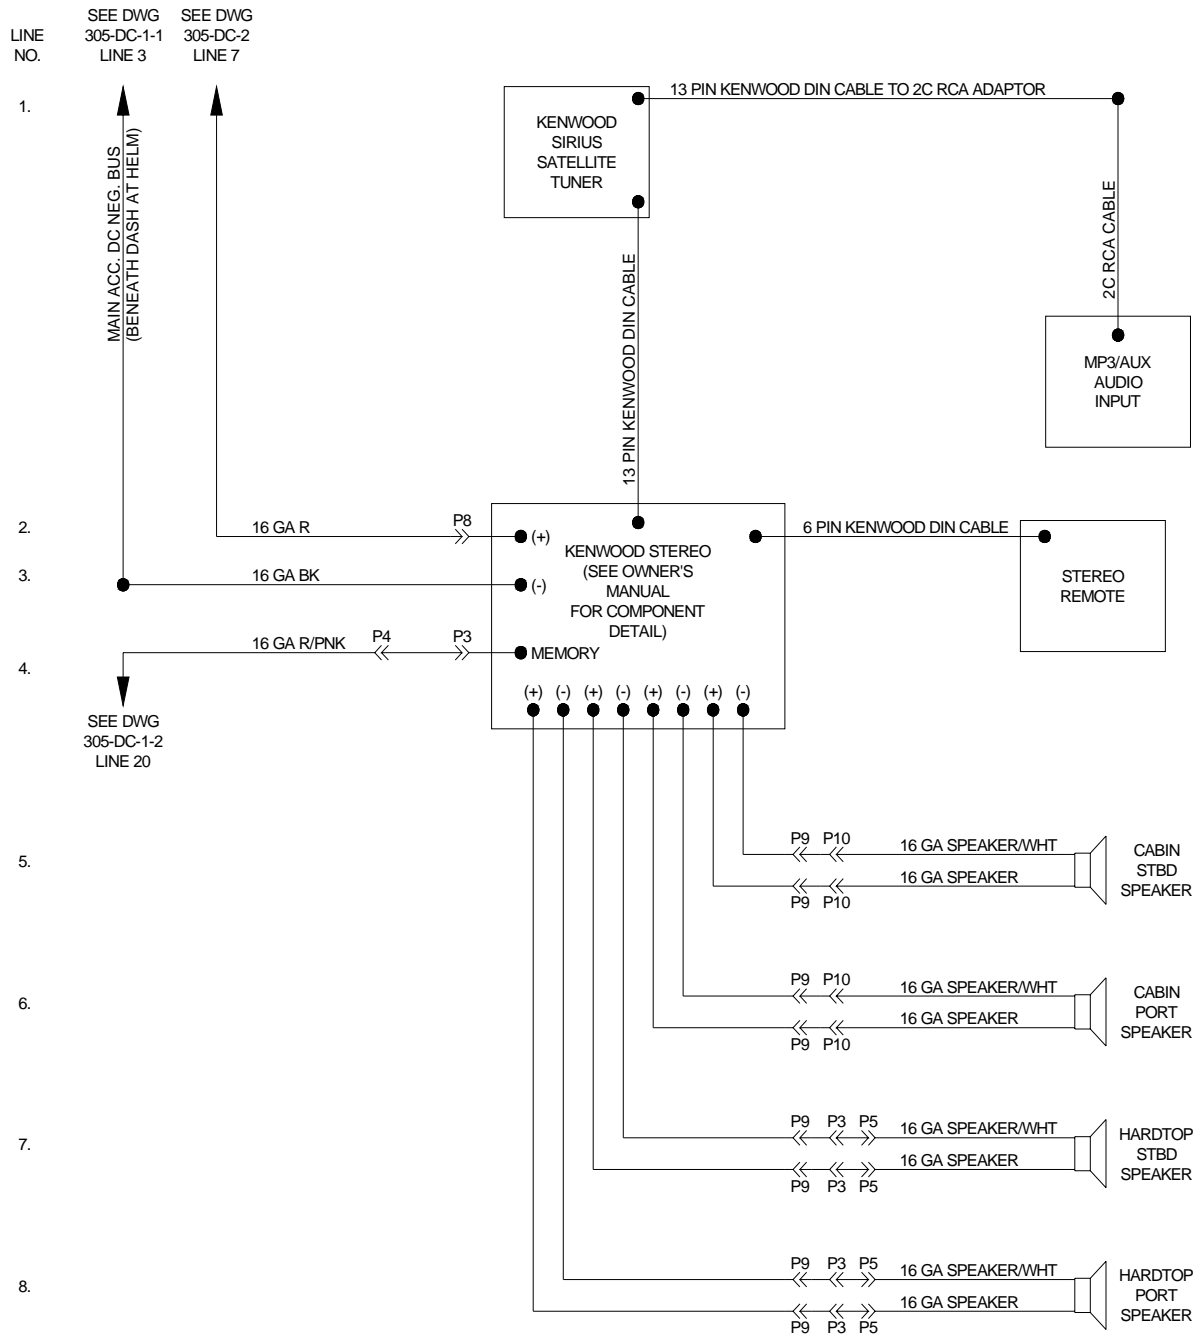 LINE
NO.
SEE DWG
305-DC-1-1
LINE 3
SEE DWG
305-DC-2
LINE 7
1.
MAIN ACC. DC NEG. BUS
(BENEATH DASH AT HELM)
KENWOOD
SIRIUS
SATELLITE
TUNER
13 PIN KENWOOD DIN CABLE TO 2C RCA ADAPTOR
2C RCA CABLE
13 PIN KENWOOD DIN CABLE
MP3/AUX
AUDIO
INPUT
2.
16 GA R
P8
(+)
KENWOOD STEREO
(SEE OWNER'S
MANUAL
FOR COMPONENT
DETAIL)
6 PIN KENWOOD DIN CABLE
STEREO
REMOTE
3.
16 GA BK
(-)
4.
16 GA R/PNK
P4
P3
MEMORY
SEE DWG
305-DC-1-2
LINE 20
(+) (-) (+) (-) (+) (-) (+) (-)
5.
P9 P10
16 GA SPEAKER/WHT
16 GA SPEAKER
P9 P10
CABIN
STBD
SPEAKER
6.
P9 P10
16 GA SPEAKER/WHT
16 GA SPEAKER
P9 P10
CABIN
PORT
SPEAKER
7.
P9 P3 P5
16 GA SPEAKER/WHT
16 GA SPEAKER
P9 P3 P5
HARDTOP
STBD
SPEAKER
8.
P9 P3 P5
16 GA SPEAKER/WHT
16 GA SPEAKER
P9 P3 P5
HARDTOP
PORT
SPEAKER